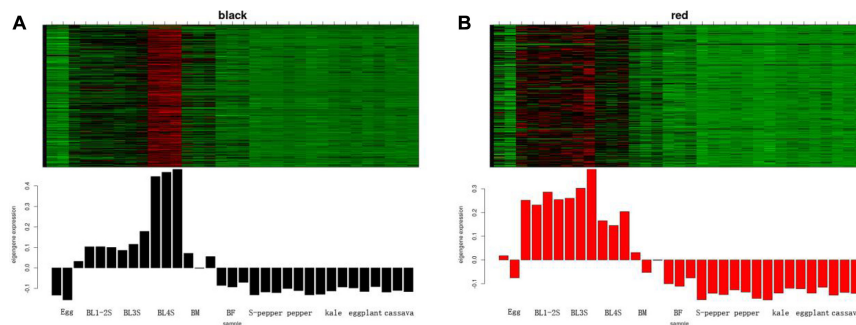 A
black
eigengene expression
0.4
0.3
0.2
0.1
0.0
-0.1
Egg BL1-2S BL3S BL4S BM BF S-pepper pepper kale eggplant cassava
sample
B
red
eigengene expression
0.3
0.2
0.1
0.0
-0.1
Egg BL1-2S BL3S BL4S BM BF S-pepper pepper kale eggplant cassava
sample